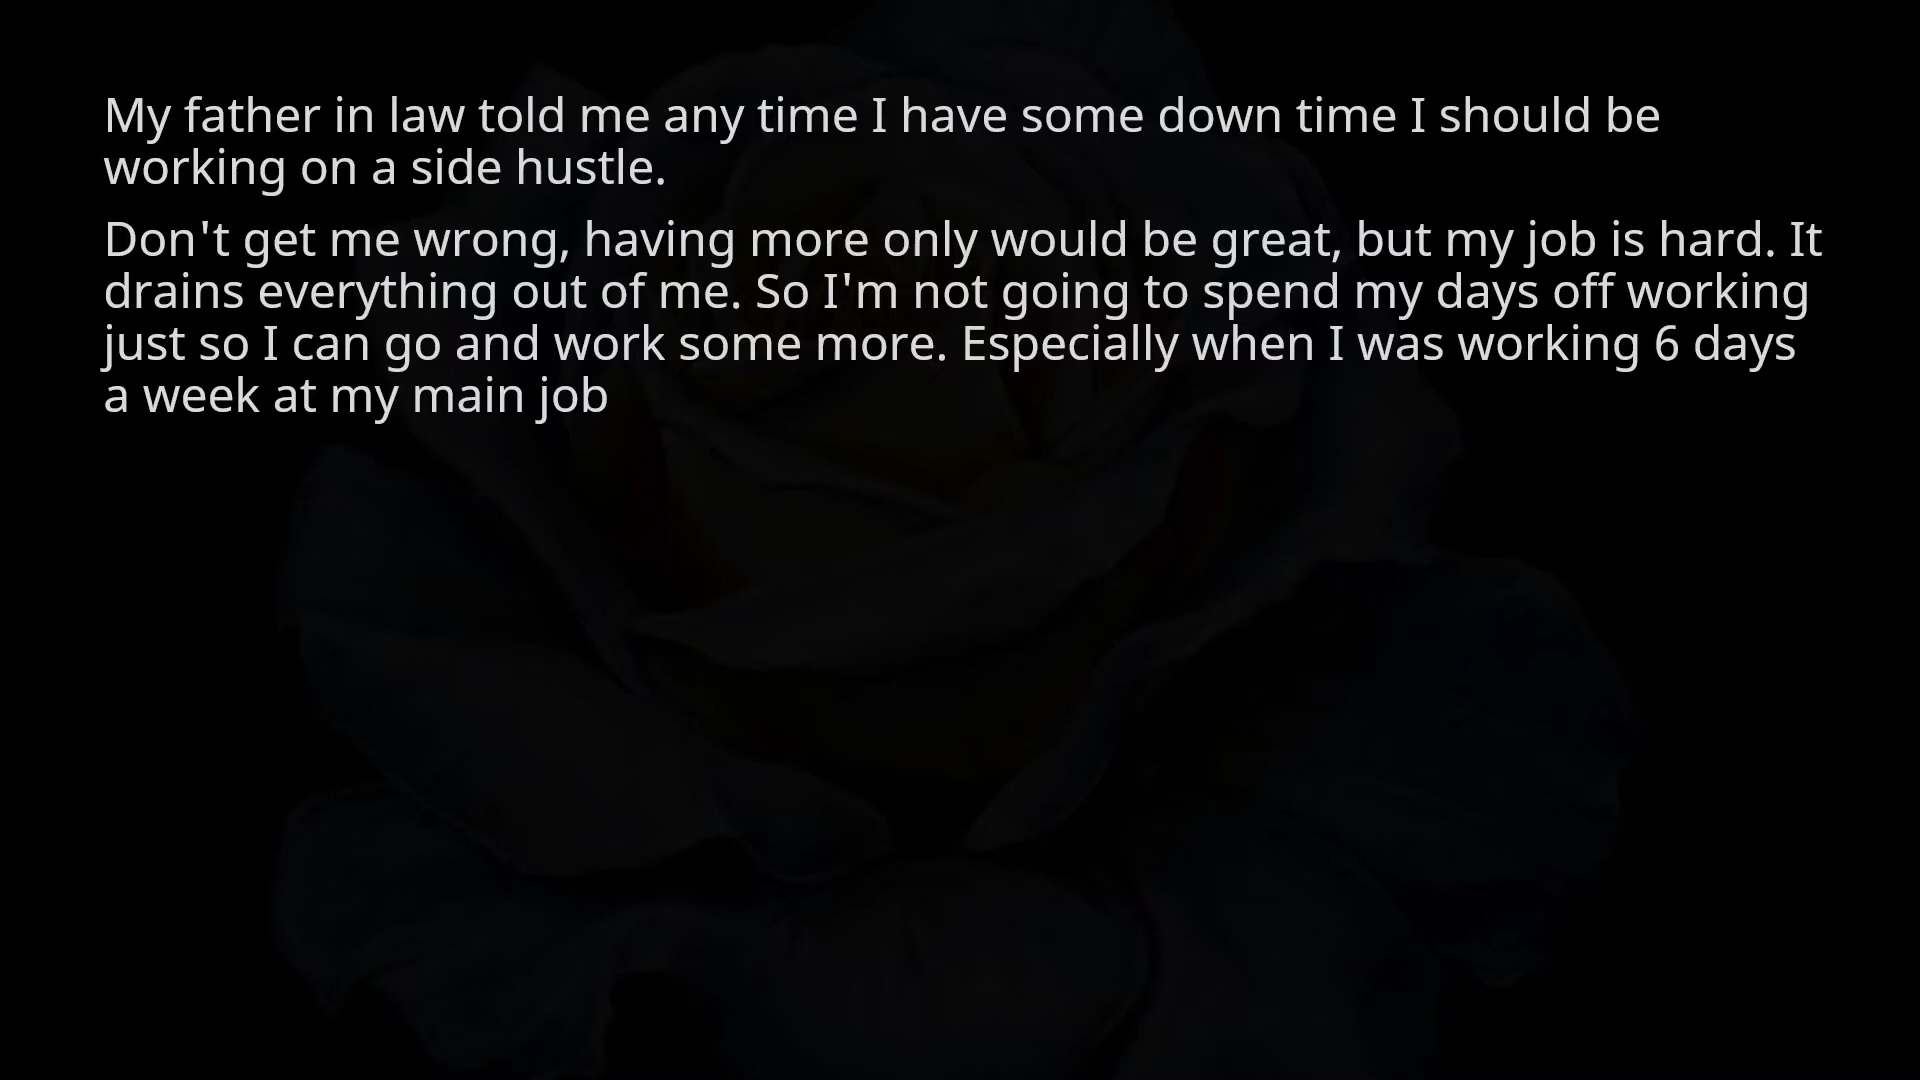 My father in law told me any time I have some down time I should be
working on a side hustle.
Don't get me wrong, having more only would be great, but my job is hard. It
drains everything out of me. So I'm not going to spend my days off working
just so I can go and work some more. Especially when I was working 6 days
a week at my main job